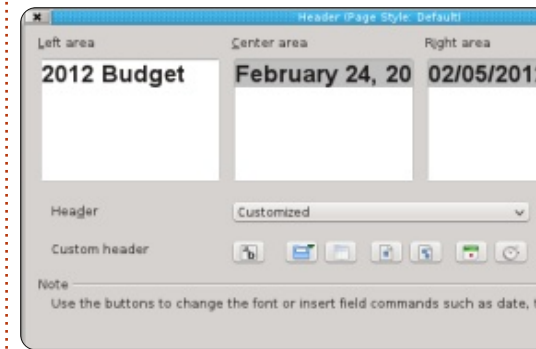 Header (Page Style: Default)
Left area
Center area
Right area
2012 Budget
February 24, 20
02/05/2012
Header
Customized
Custom header
Note
Use the buttons to change the font or insert field commands such as date, t